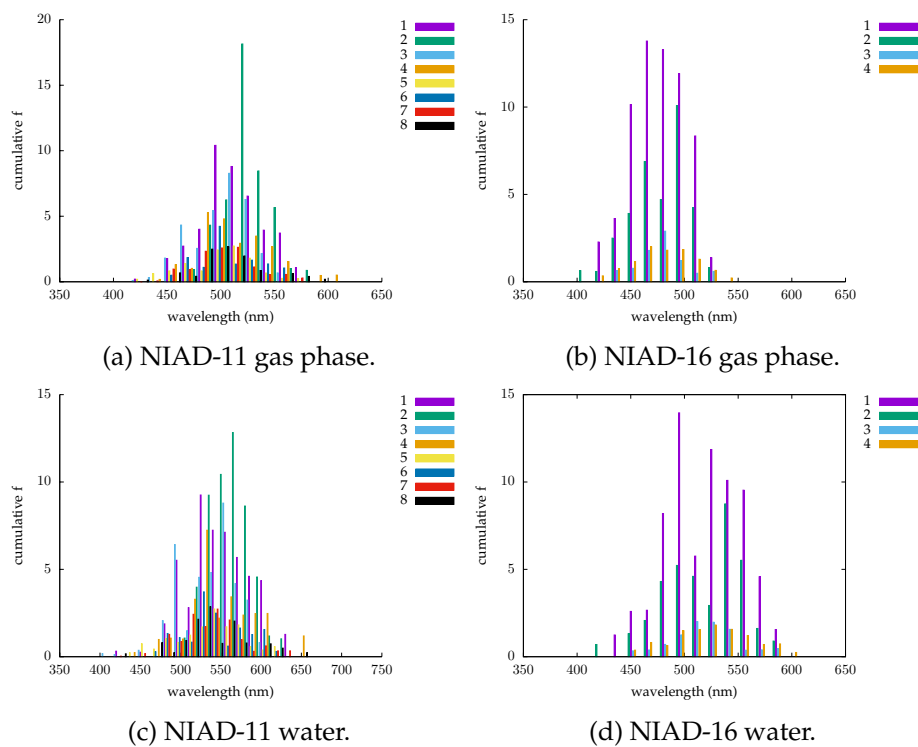 20
15
10
5
0
cumulative f
350 400 450 500 550 600 650
wavelength (nm)
1
2
3
4
5
6
7
8
(a) NIAD-11 gas phase.
15
10
5
0
cumulative f
350 400 450 500 550 600 650
wavelength (nm)
1
2
3
4
(b) NIAD-16 gas phase.
15
10
5
0
cumulative f
350 400 450 500 550 600 650 700 750
wavelength (nm)
1
2
3
4
5
6
7
8
(c) NIAD-11 water.
15
10
5
0
cumulative f
350 400 450 500 550 600 650
wavelength (nm)
1
2
3
4
(d) NIAD-16 water.